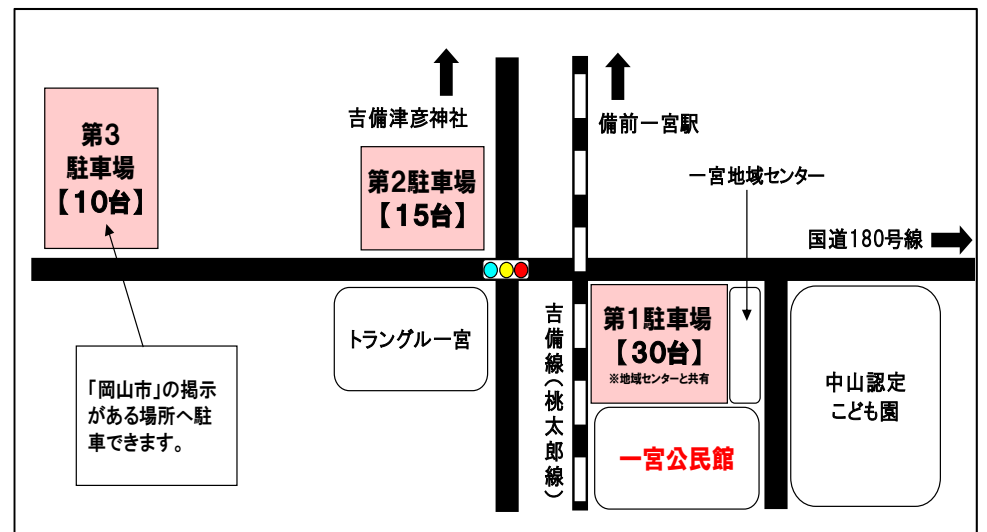 吉備津彦神社
備前一宮駅
第3
駐車場
【10台】
第2駐車場
【15台】
一宮地域センター
国道180号線
トラングル一宮
吉備線(桃太郎線)
第1駐車場
【30台】
※地域センターと共有
「岡山市」の掲示
がある場所へ駐
車できます。
中山認定
こども園
一宮公民館